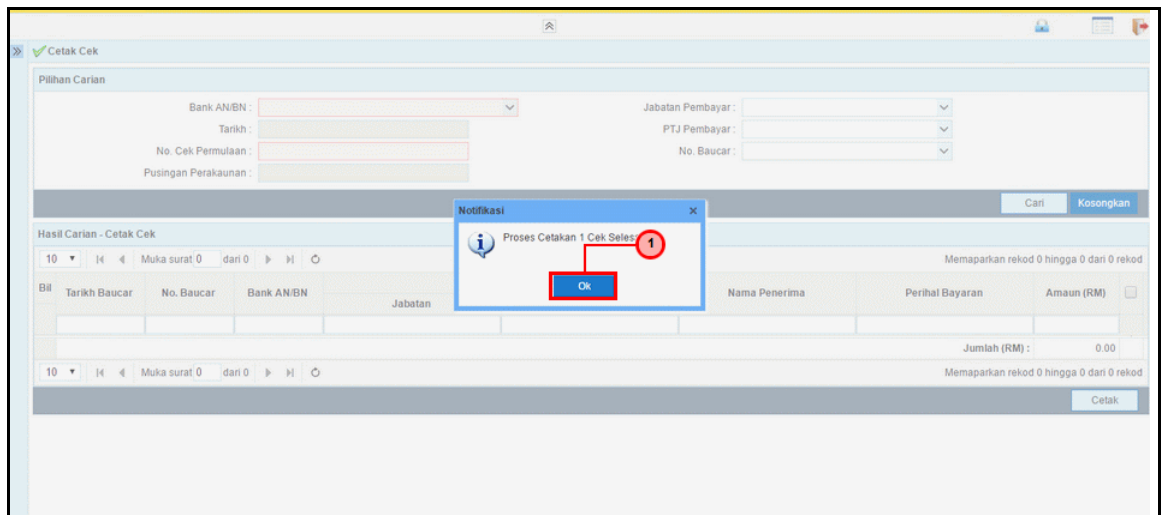 Cetak Cek
Pilihan Carian
Bank AN/BN :
Jabatan Pembayar :
Tarikh :
PTJ Pembayar :
No. Cek Permulaan :
No. Baucar :
Pusingan Perakaunan :
Cari Kosongkan
Notifikasi
Proses Cetakan 1 Cek
1
Ok
Hasil Carian - Cetak Cek
10 Muka surat 0 dari 0 Memaparkan rekod 0 hingga 0 dari 0 rekod
Bil Tarikh Baucar No. Baucar Bank AN/BN Jabatan Nama Penerima Perihal Bayaran Amaun (RM)
Jumlah (RM) : 0.00
10 Muka surat 0 dari 0 Memaparkan rekod 0 hingga 0 dari 0 rekod
Cetak